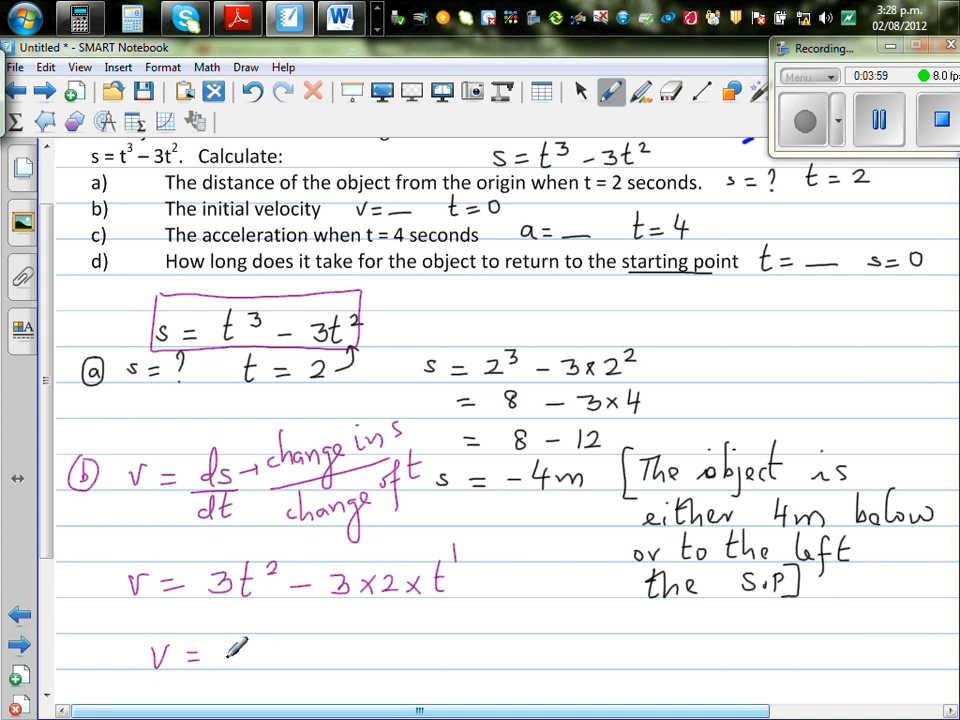 3:28 p.m.
02/08/2012
Untitled * - SMART Notebook
Recording...
File Edit View Insert Format Math Draw Help
Menu 00:03:59 8.0 fp
s = t³ – 3t². Calculate: s = t³ - 3t²
a) The distance of the object from the origin when t = 2 seconds. s = ? t = 2
b) The initial velocity v = __ t = 0
c) The acceleration when t = 4 seconds a = __ t = 4
d) How long does it take for the object to return to the starting point t = __ s = 0
s = t³ - 3t²
(a) s = ? t = 2
s = 2³ - 3×2²
= 8 - 3×4
= 8 - 12
s = -4m [The object is
either 4m below
or to the left
the S.P]
(b) v = ds/dt → change in s / change of t
v = 3t² - 3×2×t¹
v =